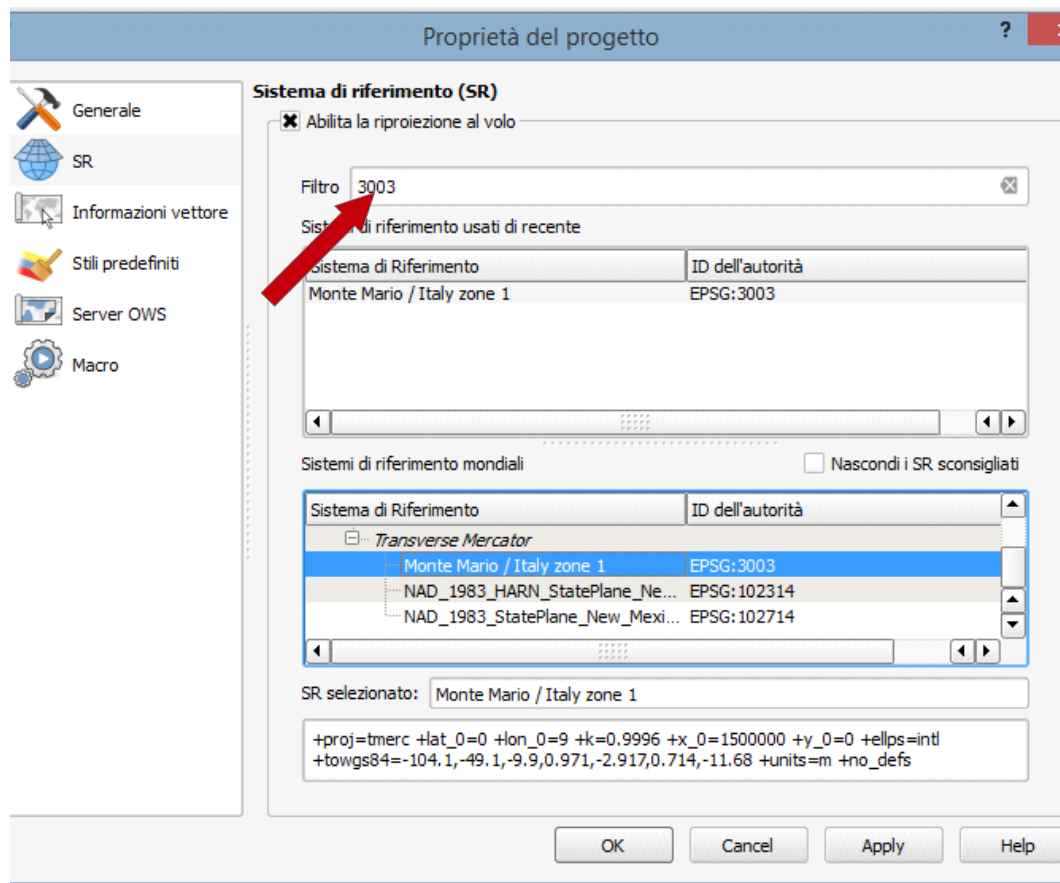 Proprietà del progetto ?
Generale
SR
Informazioni vettore
Stili predefiniti
Server OWS
Macro
Sistema di riferimento (SR)
Abilita la riproiezione al volo
Filtro 3003
di riferimento usati di recente
Sistema di Riferimento ID dell'autorità
Monte Mario / Italy zone 1 EPSG:3003
Sistemi di riferimento mondiali Nascondi i SR sconsigliati
Sistema di Riferimento ID dell'autorità
Transverse Mercator
Monte Mario / Italy zone 1 EPSG:3003
NAD_1983_HARN_StatePlane_Ne... EPSG:102314
NAD_1983_StatePlane_New_Mexi... EPSG:102714
SR selezionato: Monte Mario / Italy zone 1
+proj=tmerc +lat_0=0 +lon_0=9 +k=0.9996 +x_0=1500000 +y_0=0 +ellps=intl
+towgs84=-104.1,-49.1,-9.9,0.971,-2.917,0.714,-11.68 +units=m +no_defs
OK Cancel Apply Help